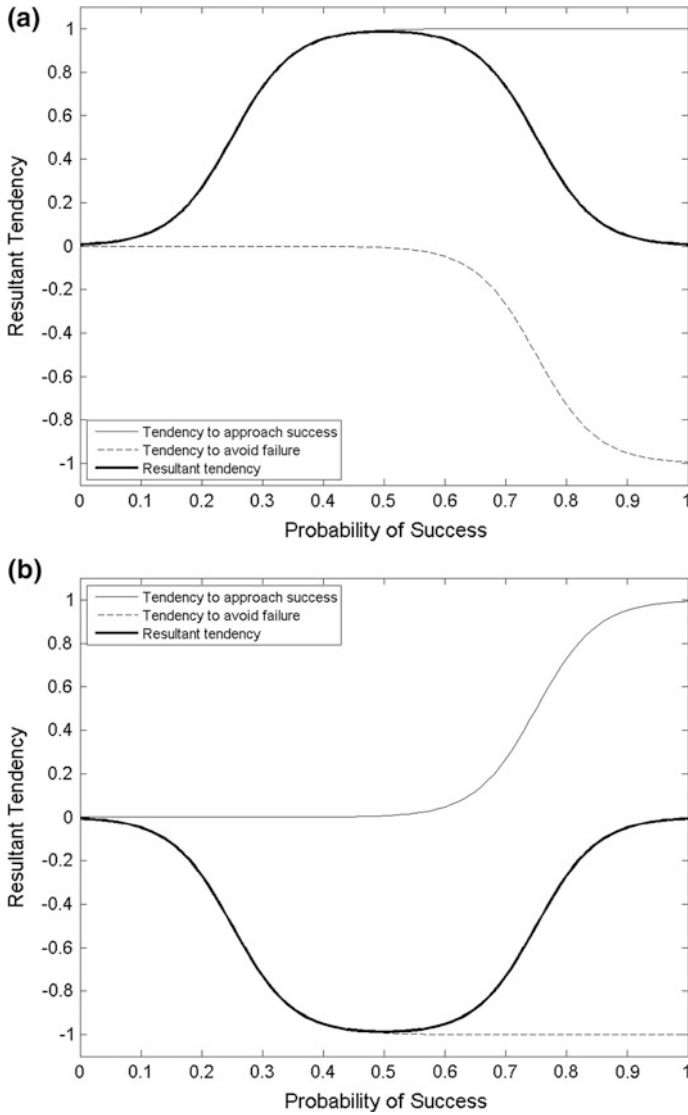 (a)
1
0.8
0.6
0.4
0.2
0
-0.2
-0.4
-0.6
-0.8
-1
Resultant Tendency
Tendency to approach success
Tendency to avoid failure
Resultant tendency
0 0.1 0.2 0.3 0.4 0.5 0.6 0.7 0.8 0.9 1
Probability of Success
(b)
Tendency to approach success
Tendency to avoid failure
Resultant tendency
1
0.8
0.6
0.4
0.2
0
-0.2
-0.4
-0.6
-0.8
-1
Resultant Tendency
0 0.1 0.2 0.3 0.4 0.5 0.6 0.7 0.8 0.9 1
Probability of Success